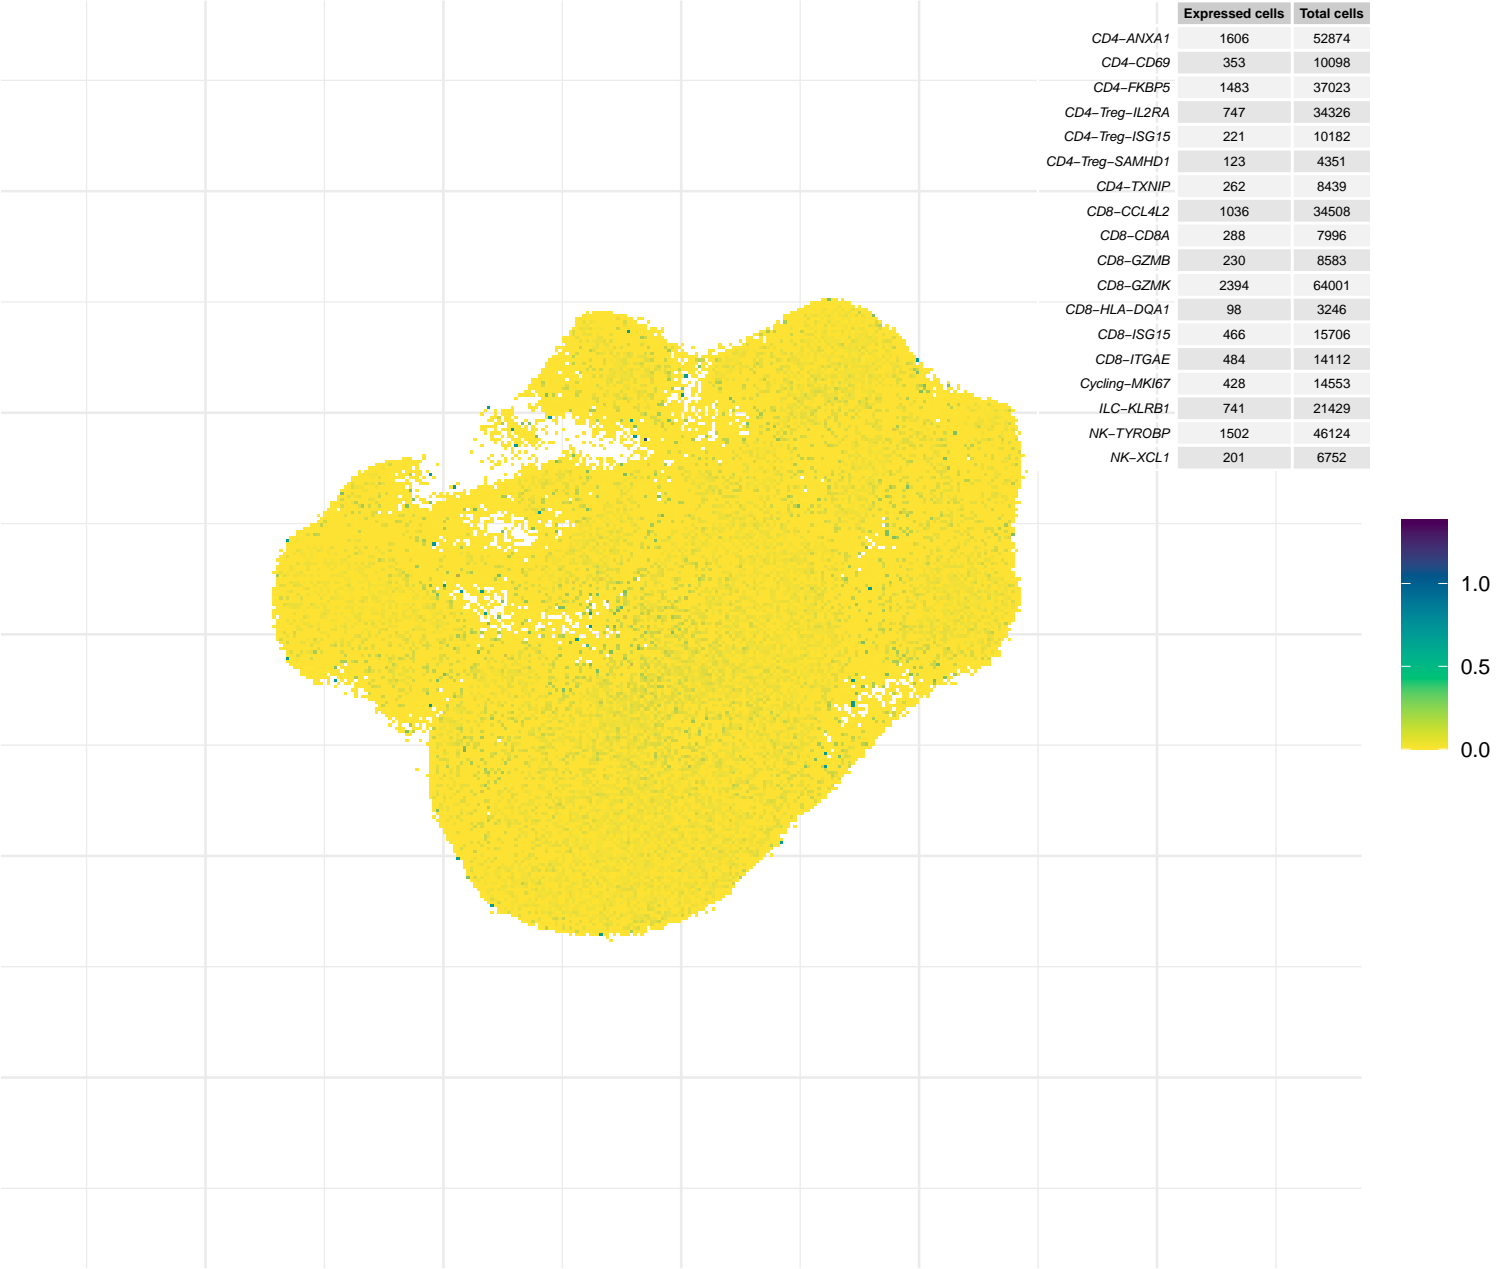 Expressed cells Total cells
CD4−ANXA1 1606 52874
CD4−CD69 353 10098
CD4−FKBP5 1483 37023
CD4−Treg−IL2RA 747 34326
CD4−Treg−ISG15 221 10182
CD4−Treg−SAMHD1 123 4351
CD4−TXNIP 262 8439
CD8−CCL4L2 1036 34508
CD8−CD8A 288 7996
CD8−GZMB 230 8583
CD8−GZMK 2394 64001
CD8−HLA−DQA1 98 3246
CD8−ISG15 466 15706
CD8−ITGAE 484 14112
Cycling−MKI67 428 14553
ILC−KLRB1 741 21429
NK−TYROBP 1502 46124
NK−XCL1 201 6752
1.0
0.5
0.0